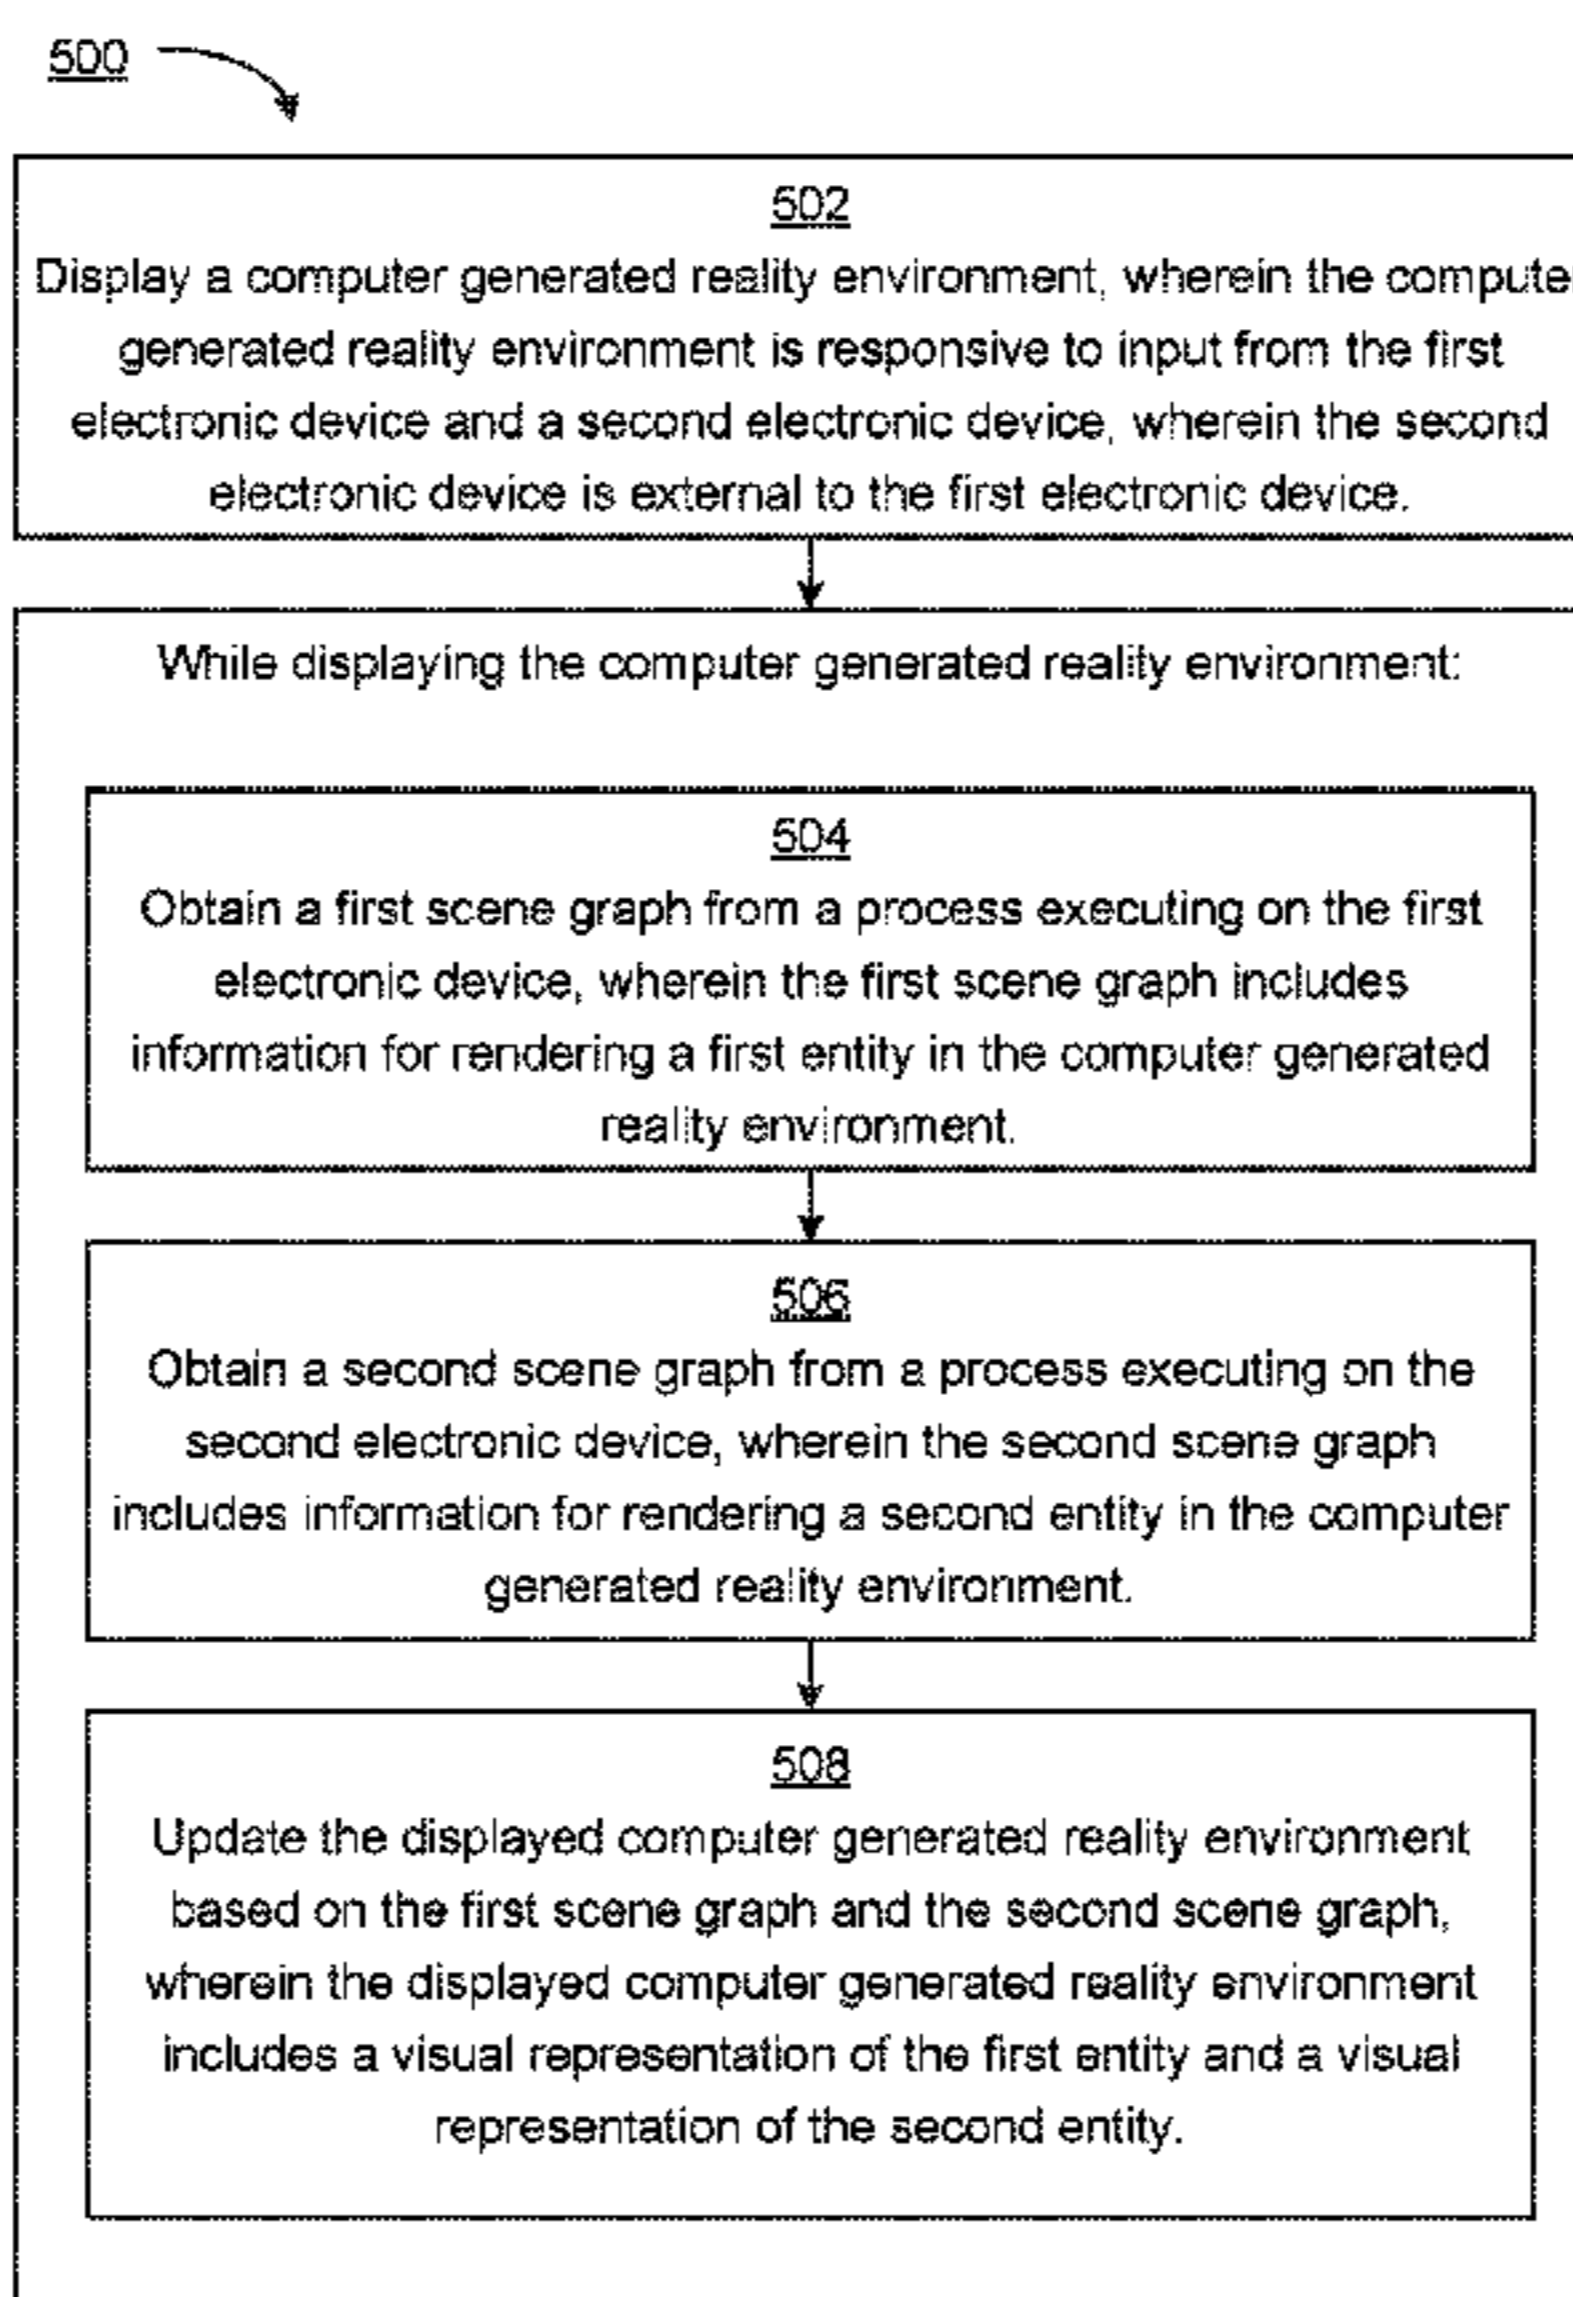 500
502
Display a computer generated reality environment, wherein the computer
generated reality environment is responsive to input from the first
electronic device and a second electronic device, wherein the second
electronic device is external to the first electronic device.
While displaying the computer generated reality environment:
504
Obtain a first scene graph from a process executing on the first
electronic device, wherein the first scene graph includes
information for rendering a first entity in the computer generated
reality environment.
506
Obtain a second scene graph from a process executing on the
second electronic device, wherein the second scene graph
includes information for rendering a second entity in the computer
generated reality environment.
508
Update the displayed computer generated reality environment
based on the first scene graph and the second scene graph,
wherein the displayed computer generated reality environment
includes a visual representation of the first entity and a visual
representation of the second entity.